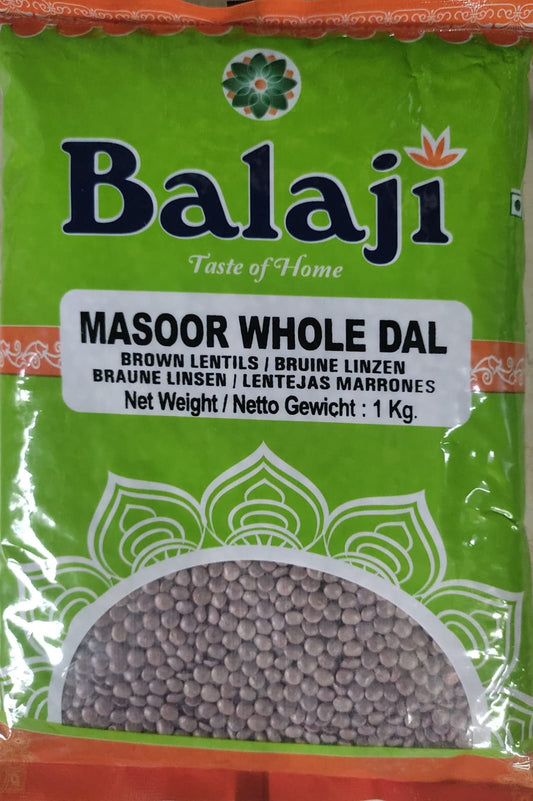 Balaji
Taste of Home
MASOOR WHOLE DAL
BROWN LENTILS / BRUINE LINZEN
BRAUNE LINSEN / LENTEJAS MARRONES
Net Weight / Netto Gewicht : 1 Kg.